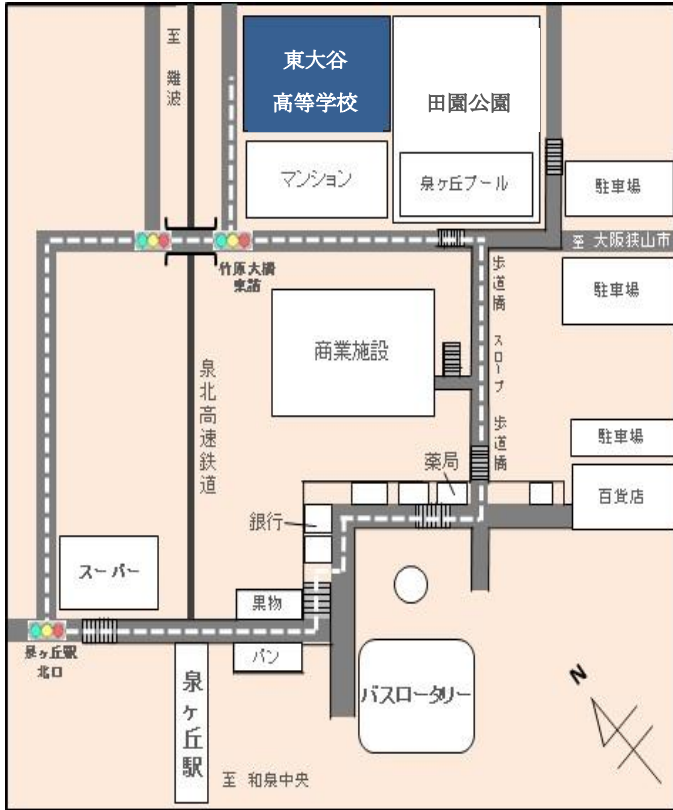 至 難波
東大谷
高等学校
田園公園
マンション
泉ヶ丘プール
駐車場
至 大阪狭山市
竹原大橋
東詰
駐車場
歩道橋 スロープ 歩道橋
商業施設
泉北高速鉄道
駐車場
薬局
百貨店
銀行
スーパー
果物
泉ヶ丘駅
北口
パン
バスロータリー
N
泉ヶ丘駅
至 和泉中央